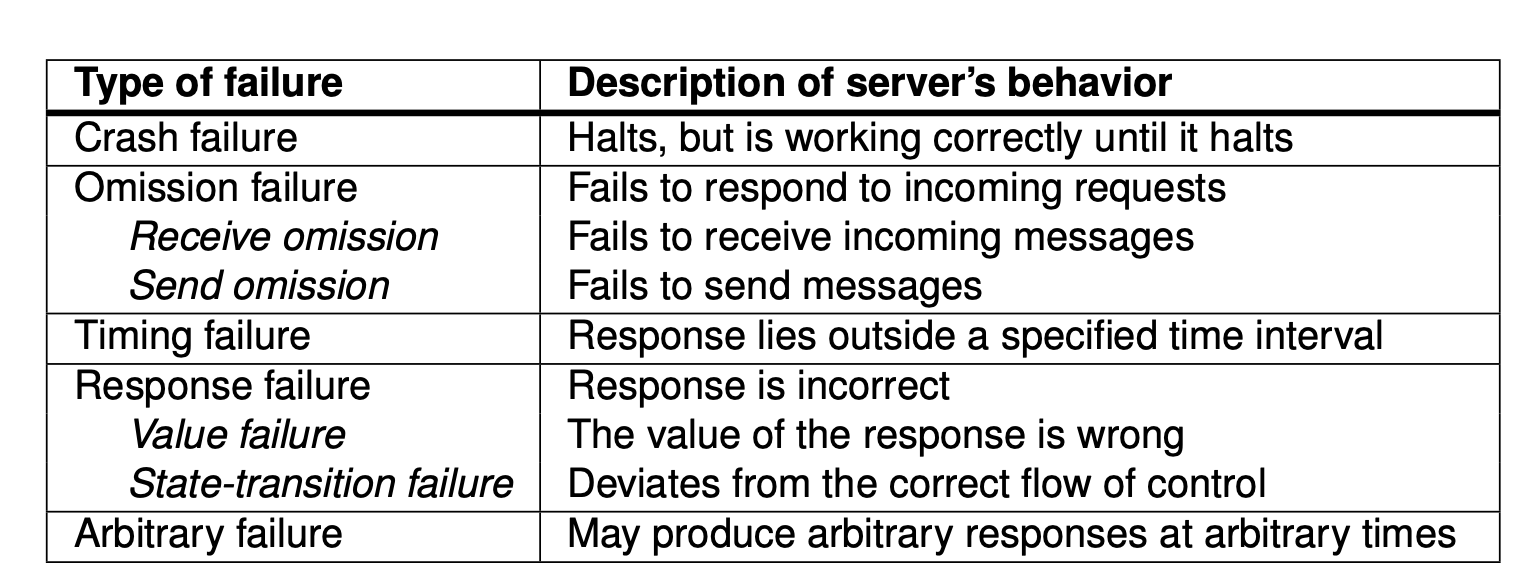 Type of failure Description of server’s behavior
Crash failure Halts, but is working correctly until it halts
Omission failure Fails to respond to incoming requests
Receive omission Fails to receive incoming messages
Send omission Fails to send messages
Timing failure Response lies outside a specified time interval
Response failure Response is incorrect
Value failure The value of the response is wrong
State-transition failure Deviates from the correct flow of control
Arbitrary failure May produce arbitrary responses at arbitrary times